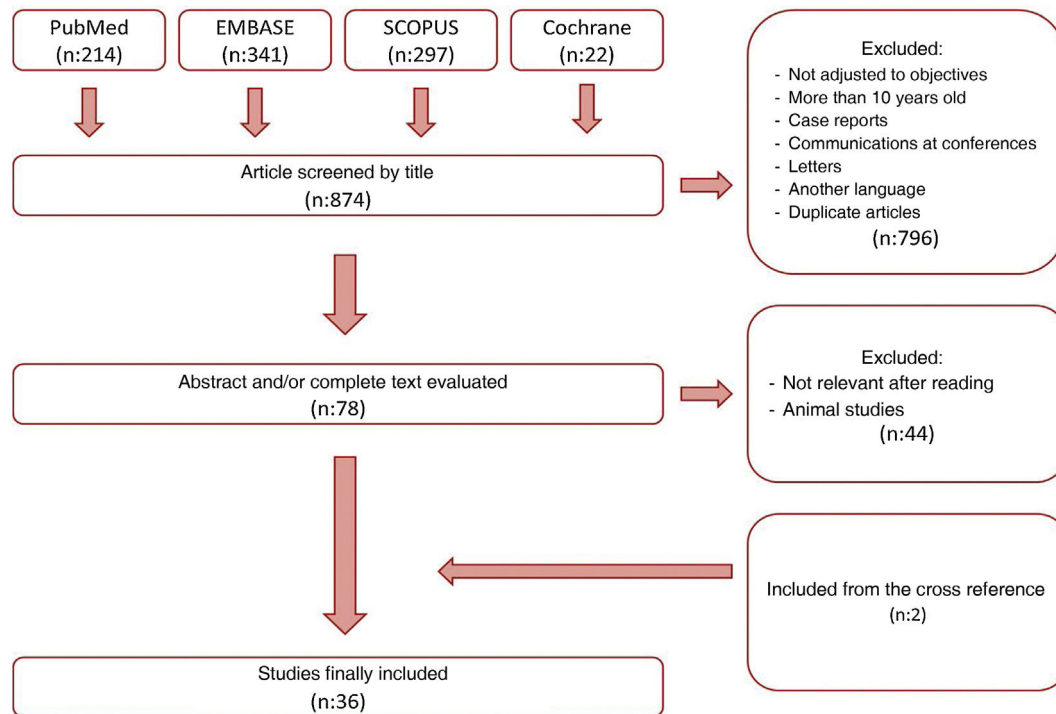 PubMed
(n:214)
EMBASE
(n:341)
SCOPUS
(n:297)
Cochrane
(n:22)
Article screened by title
(n:874)
Excluded:
- Not adjusted to objectives
- More than 10 years old
- Case reports
- Communications at conferences
- Letters
- Another language
- Duplicate articles
(n:796)
Abstract and/or complete text evaluated
(n:78)
Excluded:
- Not relevant after reading
- Animal studies
(n:44)
Included from the cross reference
(n:2)
Studies finally included
(n:36)